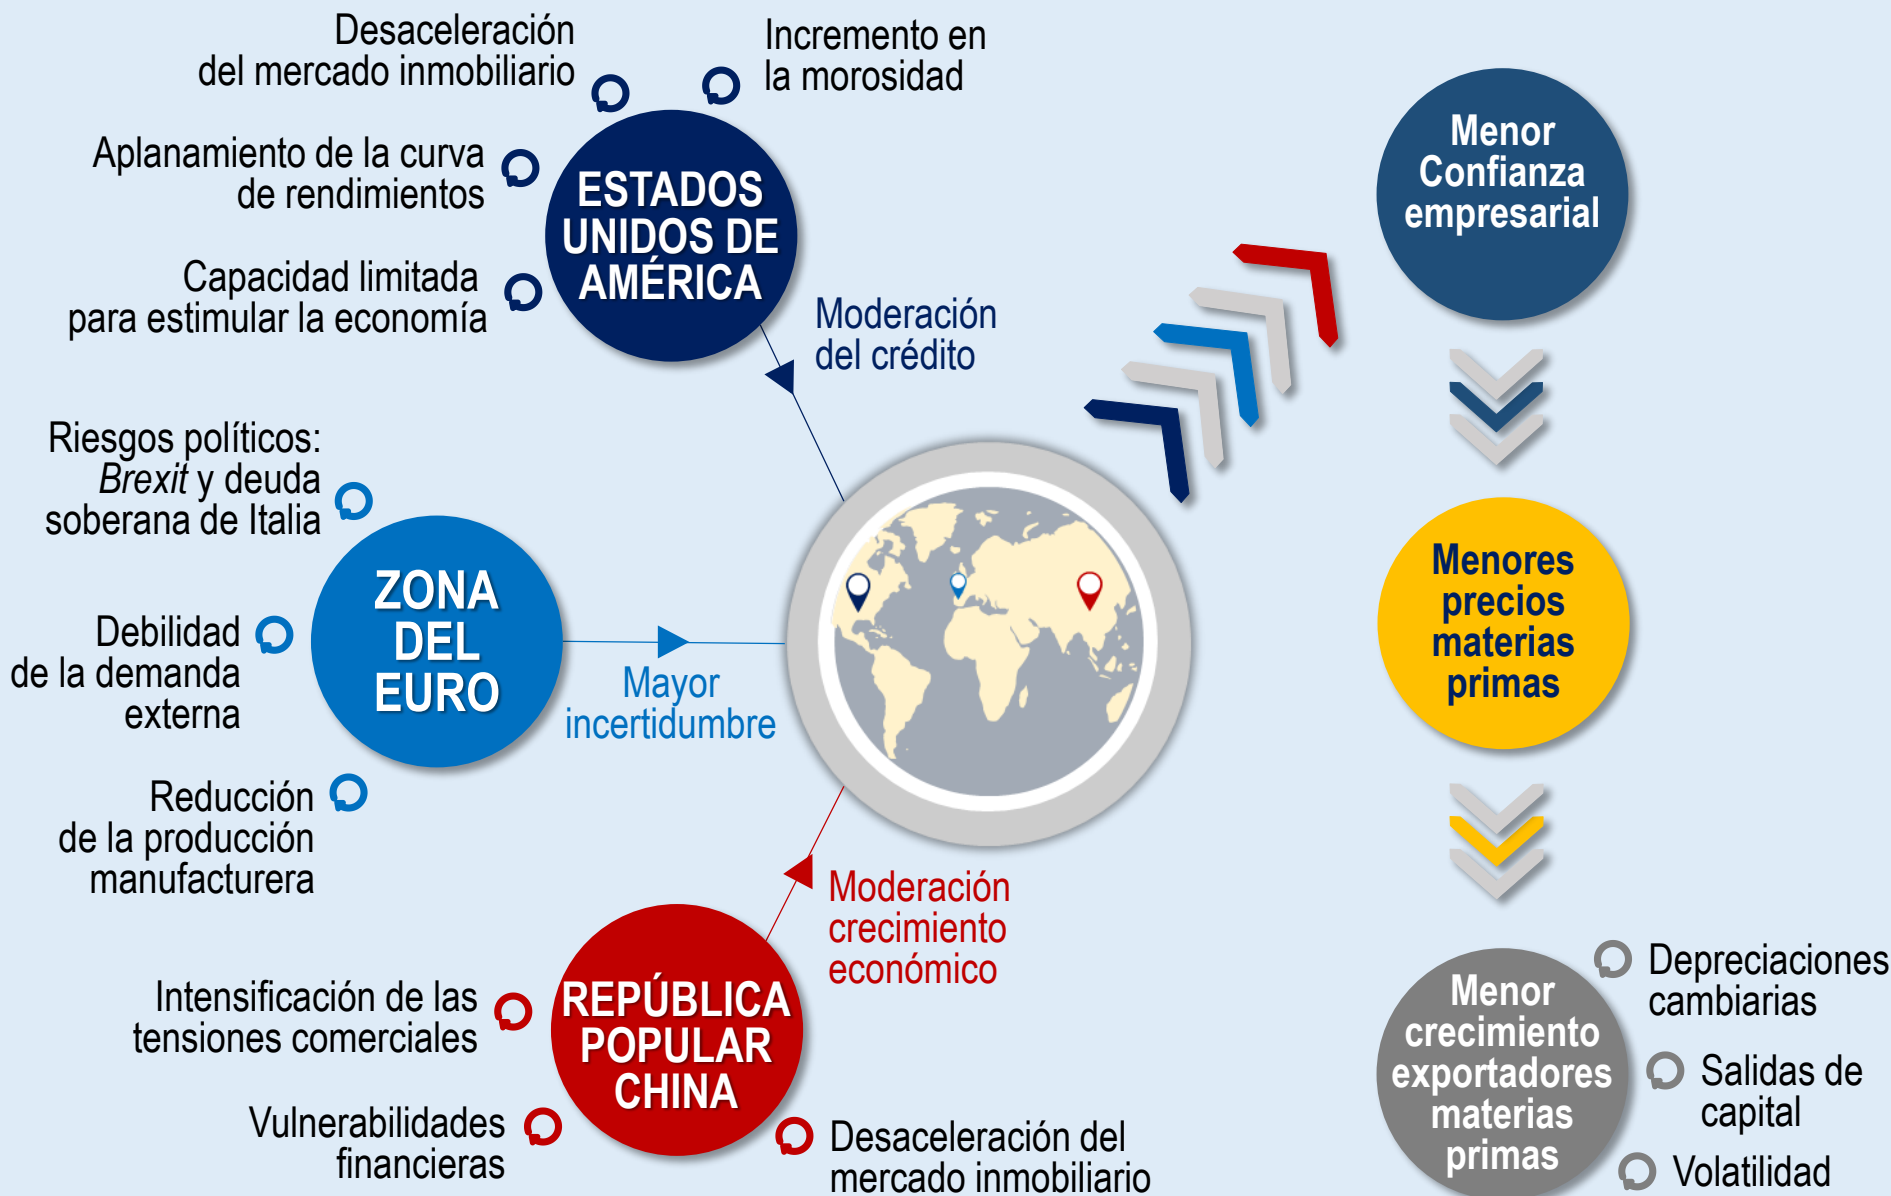 Desaceleración
del mercado inmobiliario
Incremento en
la morosidad
Aplanamiento de la curva
de rendimientos
Capacidad limitada
para estimular la economía
ESTADOS
UNIDOS DE
AMÉRICA
Moderación
del crédito
Riesgos políticos:
Brexit y deuda
soberana de Italia
Debilidad
de la demanda
externa
Reducción
de la producción
manufacturera
ZONA
DEL
EURO
Mayor
incertidumbre
Moderación
crecimiento
económico
Intensificación de las
tensiones comerciales
Vulnerabilidades
financieras
REPÚBLICA
POPULAR
CHINA
Desaceleración del
mercado inmobiliario
Menor
Confianza
empresarial
Menores
precios
materias
primas
Menor
crecimiento
exportadores
materias
primas
Depreciaciones
cambiarias
Salidas de
capital
Volatilidad